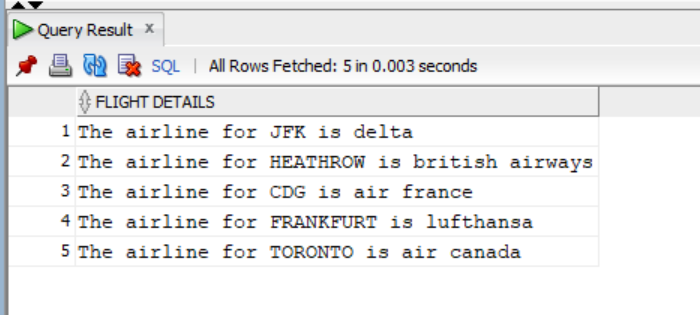 Query Result x
SQL | All Rows Fetched: 5 in 0.003 seconds
FLIGHT DETAILS
1 The airline for JFK is delta
2 The airline for HEATHROW is british airways
3 The airline for CDG is air france
4 The airline for FRANKFURT is lufthansa
5 The airline for TORONTO is air canada